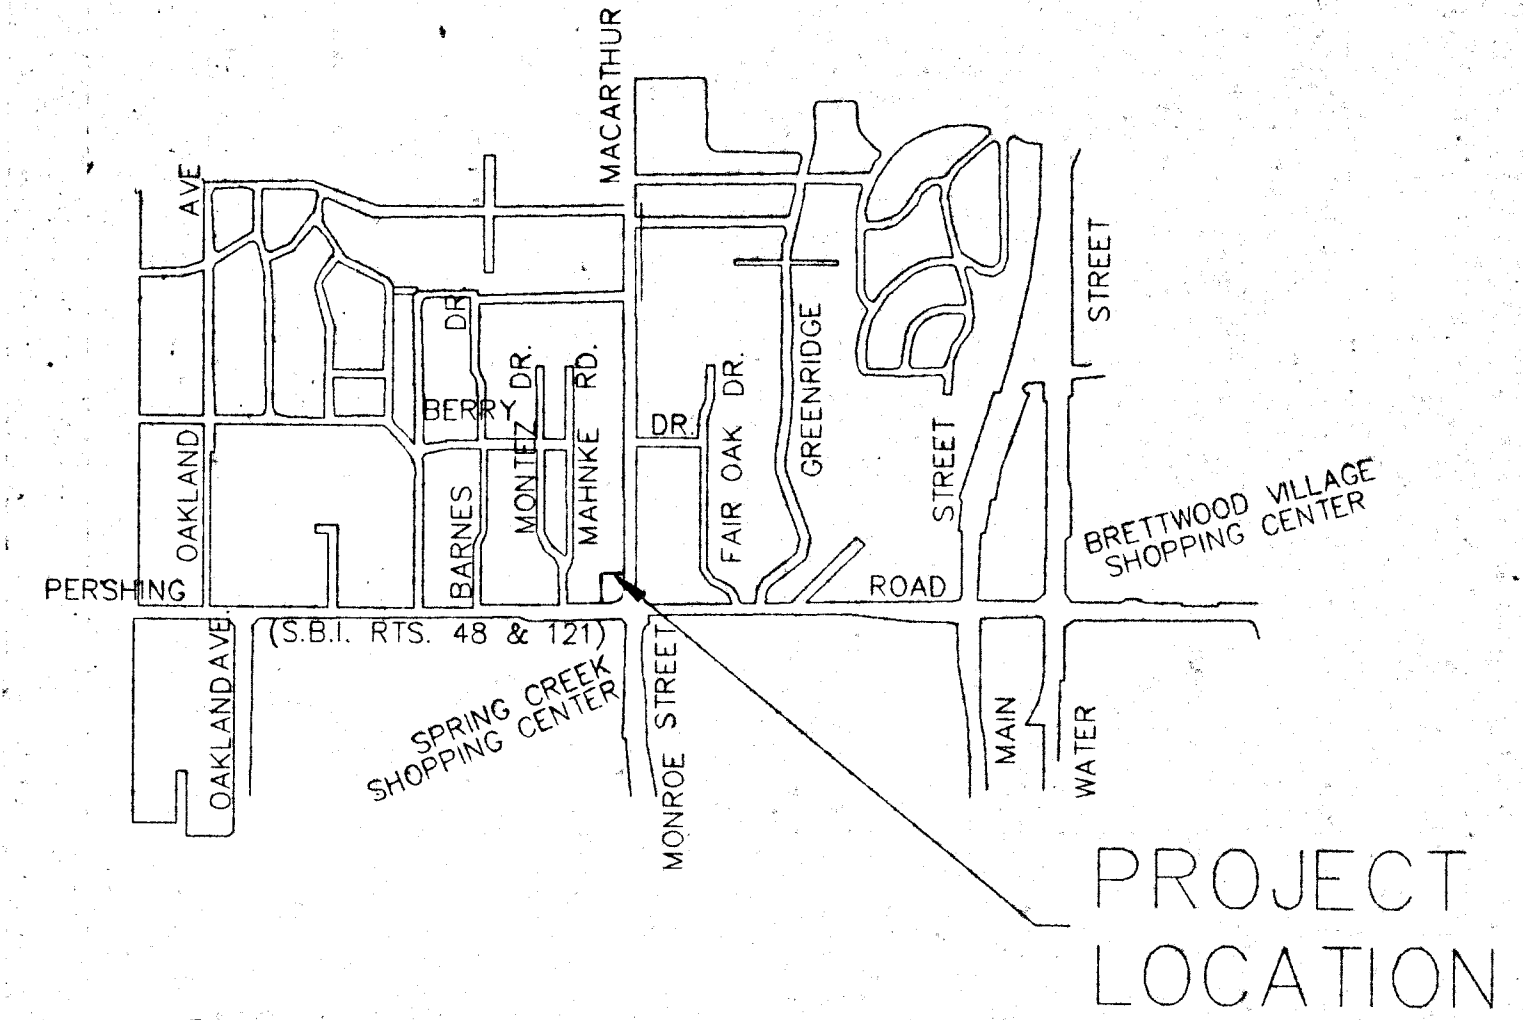 MACARTHUR
AVE
STREET
DR.
DR.
RD.
DR.
GREENRIDGE
BERRY
DR.
OAKLAND
BARNES
MONTEZ
MAHNKE
FAIR OAK
STREET
BRETTWOOD VILLAGE
SHOPPING CENTER
PERSHING
ROAD
(S.B.I. RTS. 48 & 121)
OAKLAND AVE
SPRING CREEK
SHOPPING CENTER
MONROE STREET
MAIN
WATER
PROJECT
LOCATION